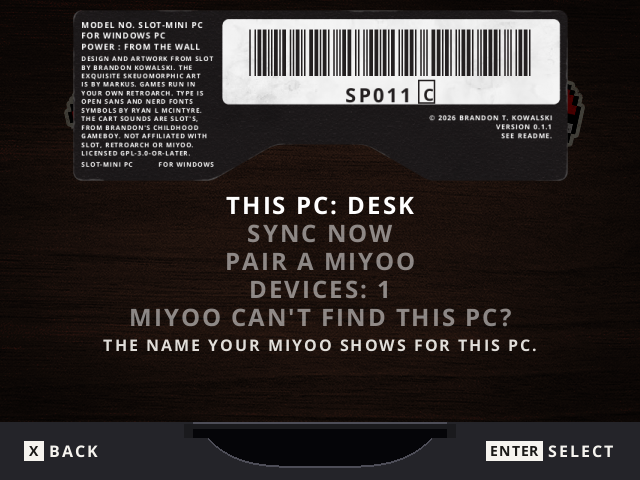 MODEL NO. SLOT-MINI PC
FOR WINDOWS PC
POWER : FROM THE WALL
DESIGN AND ARTWORK FROM SLOT
BY BRANDON KOWALSKI. THE
EXQUISITE SKEUOMORPHIC ART
IS BY MARKUS. GAMES RUN IN
YOUR OWN RETROARCH. TYPE IS
OPEN SANS AND NERD FONTS
SYMBOLS BY RYAN L MCINTYRE.
THE CART SOUNDS ARE SLOT'S,
FROM BRANDON'S CHILDHOOD
GAMEBOY. NOT AFFILIATED WITH
SLOT, RETROARCH OR MIYOO.
LICENSED GPL-3.0-OR-LATER.
SLOT-MINI PC FOR WINDOWS
SP011 C
© 2026 BRANDON T. KOWALSKI
VERSION 0.1.1
SEE README.
THIS PC: DESK
SYNC NOW
PAIR A MIYOO
DEVICES: 1
MIYOO CAN'T FIND THIS PC?
THE NAME YOUR MIYOO SHOWS FOR THIS PC.
X BACK
ENTER SELECT